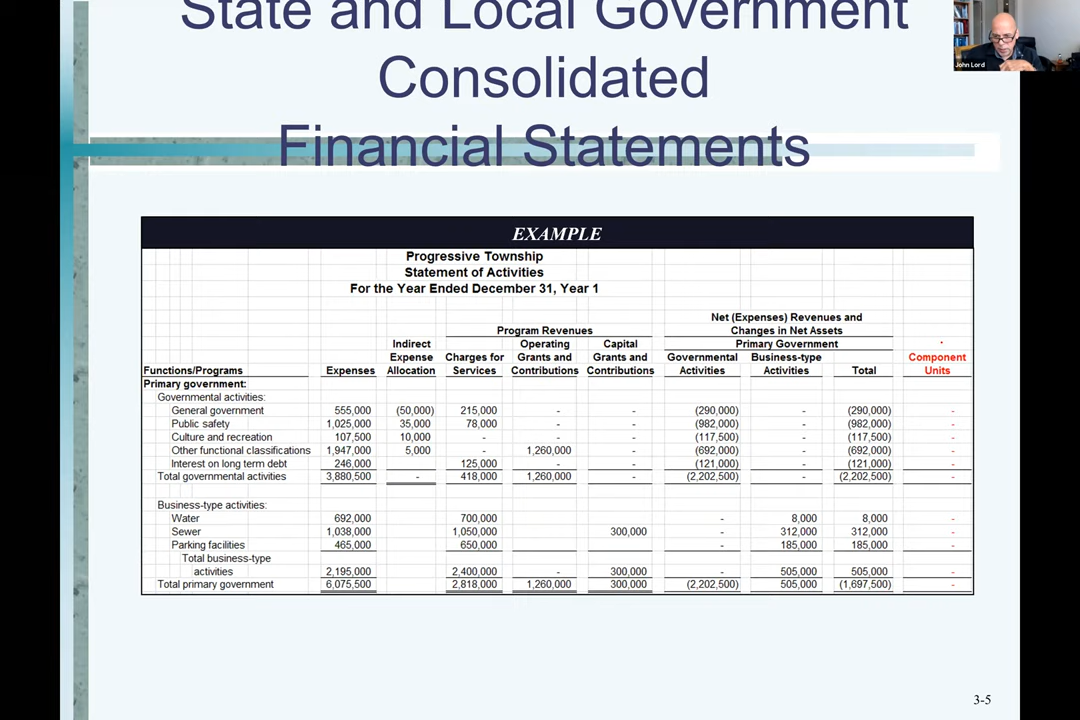 State and Local Government
Consolidated
Financial Statements
John Lord
EXAMPLE
Progressive Township
Statement of Activities
For the Year Ended December 31, Year 1
Net (Expenses) Revenues and
Program Revenues Changes in Net Assets
Indirect Operating Capital Primary Government
Expense Charges for Grants and Grants and Governmental Business-type Component
Functions/Programs Expenses Allocation Services Contributions Contributions Activities Activities Total Units
Primary government:
Governmental activities:
General government 555,000 (50,000) 215,000 - - (290,000) - (290,000) -
Public safety 1,025,000 35,000 78,000 - - (982,000) - (982,000) -
Culture and recreation 107,500 10,000 - - - (117,500) - (117,500) -
Other functional classifications 1,947,000 5,000 - 1,260,000 - (692,000) - (692,000) -
Interest on long term debt 246,000 125,000 - - (121,000) - (121,000) -
Total governmental activities 3,880,500 - 418,000 1,260,000 - (2,202,500) - (2,202,500) -
Business-type activities:
Water 692,000 700,000 - 8,000 8,000 -
Sewer 1,038,000 1,050,000 300,000 - 312,000 312,000 -
Parking facilities 465,000 650,000 - 185,000 185,000 -
Total business-type
activities 2,195,000 2,400,000 - 300,000 - 505,000 505,000 -
Total primary government 6,075,500 2,818,000 1,260,000 300,000 (2,202,500) 505,000 (1,697,500) -
3-5